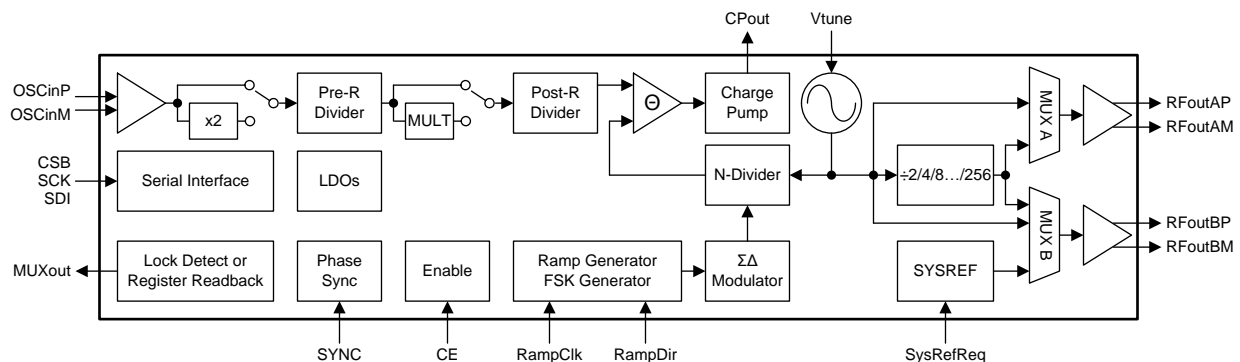 CPout
Vtune
OSCinP
OSCinM
x2
Pre-R
Divider
MULT
Post-R
Divider
Θ
Charge
Pump
MUX A
RFoutAP
RFoutAM
CSB
SCK
SDI
Serial Interface
LDOs
N-Divider
÷2/4/8.../256
MUX B
RFoutBP
RFoutBM
MUXout
Lock Detect or
Register Readback
Phase
Sync
Enable
Ramp Generator
FSK Generator
ΣΔ
Modulator
SYSREF
SYNC
CE
RampClk
RampDir
SysRefReq